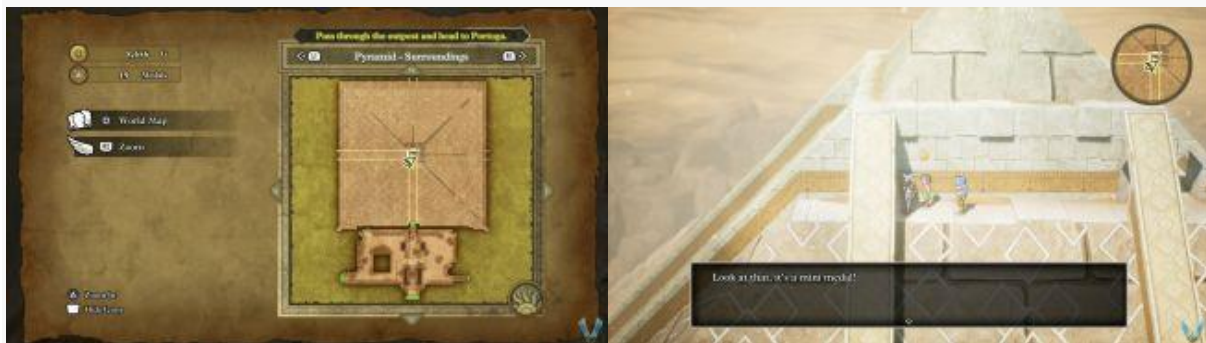 Pass through the outpost and head to Portoga.
Pyramid - Surroundings
World Map
Zoom
Look at that, it's a mini medal!